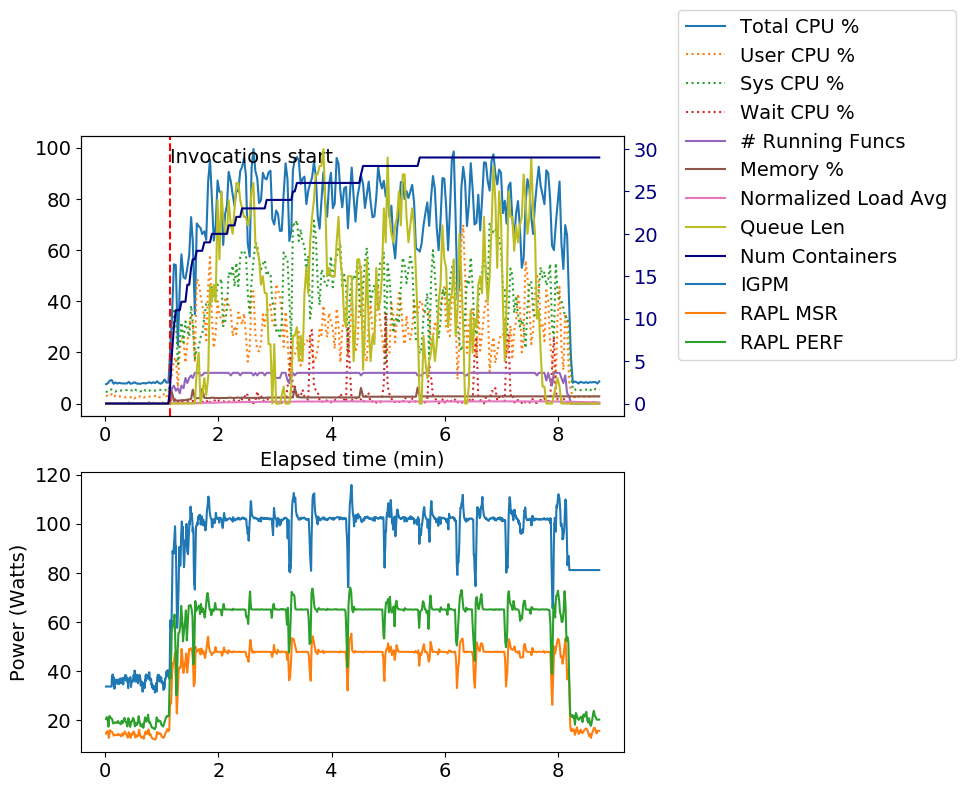 Total CPU %
User CPU %
Sys CPU %
Wait CPU %
# Running Funcs
Memory %
Normalized Load Avg
Queue Len
Num Containers
IGPM
RAPL MSR
RAPL PERF
Invocations start
100
80
60
40
20
0
30
25
20
15
10
5
0
0 2 4 6 8
Elapsed time (min)
Power (Watts)
120
100
80
60
40
20
0 2 4 6 8